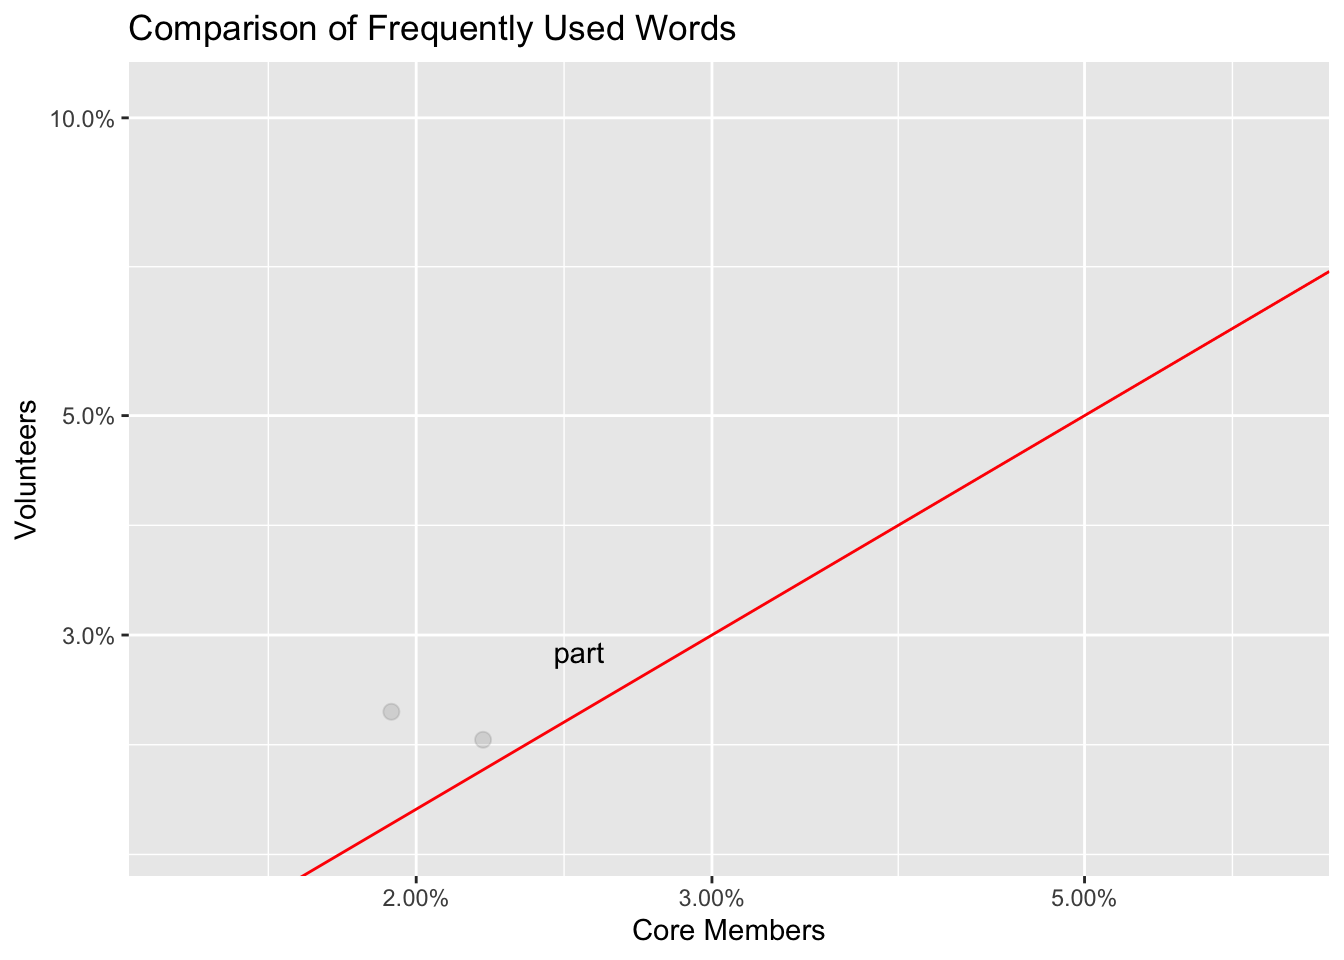 Comparison of Frequently Used Words
10.0%
5.0%
3.0%
Volunteers
part
2.00%
3.00%
5.00%
Core Members